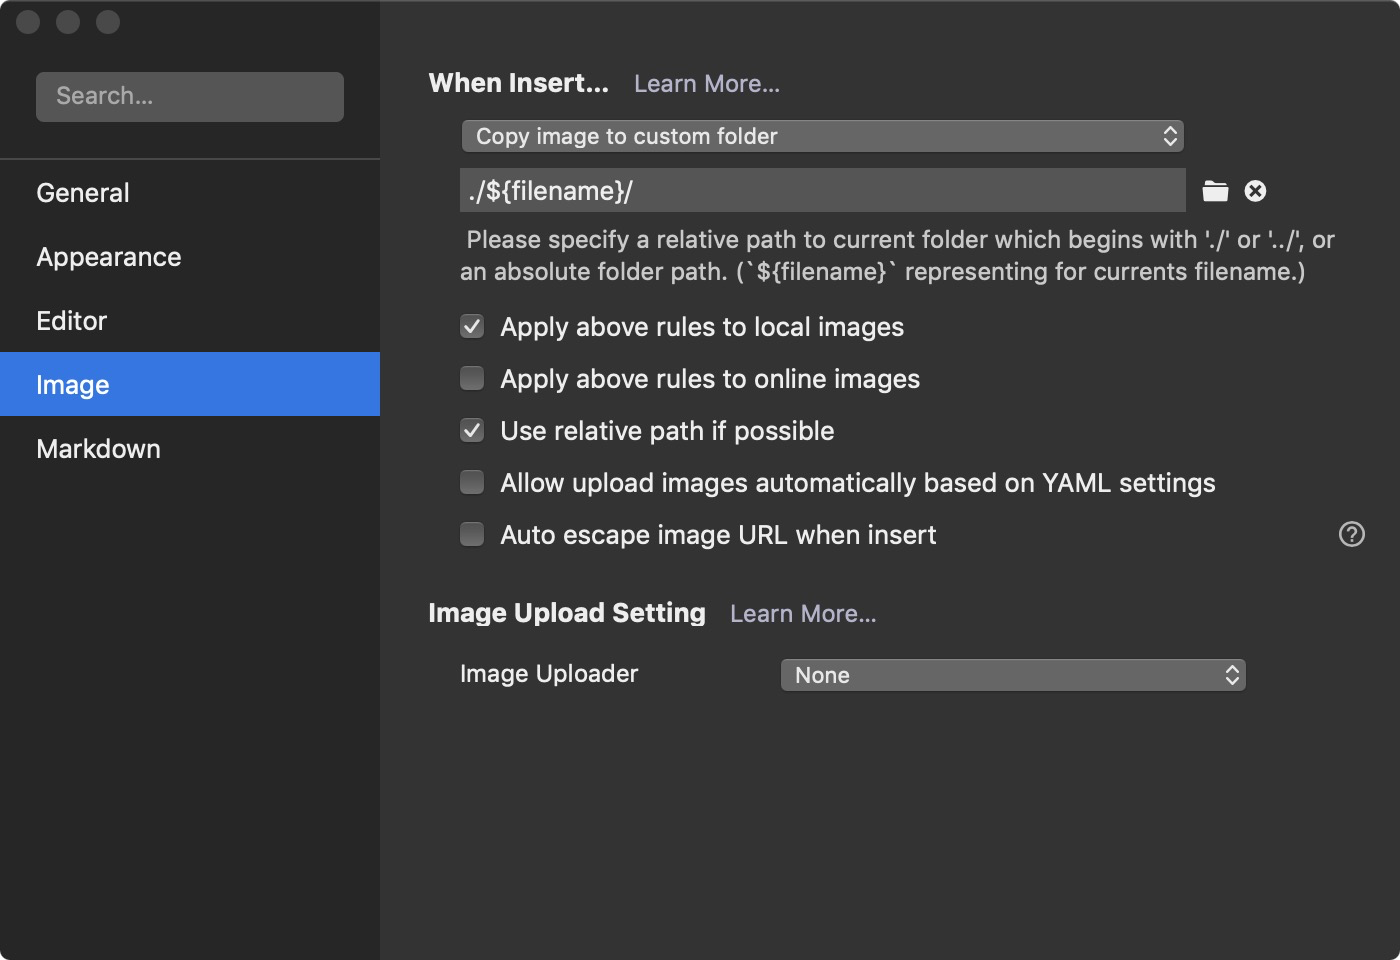 Search...
General
Appearance
Editor
Image
Markdown
When Insert... Learn More...
Copy image to custom folder
./${filename}/
Please specify a relative path to current folder which begins with './' or '../', or
an absolute folder path. (`${filename}` representing for currents filename.)
Apply above rules to local images
Apply above rules to online images
Use relative path if possible
Allow upload images automatically based on YAML settings
Auto escape image URL when insert
Image Upload Setting Learn More...
Image Uploader None